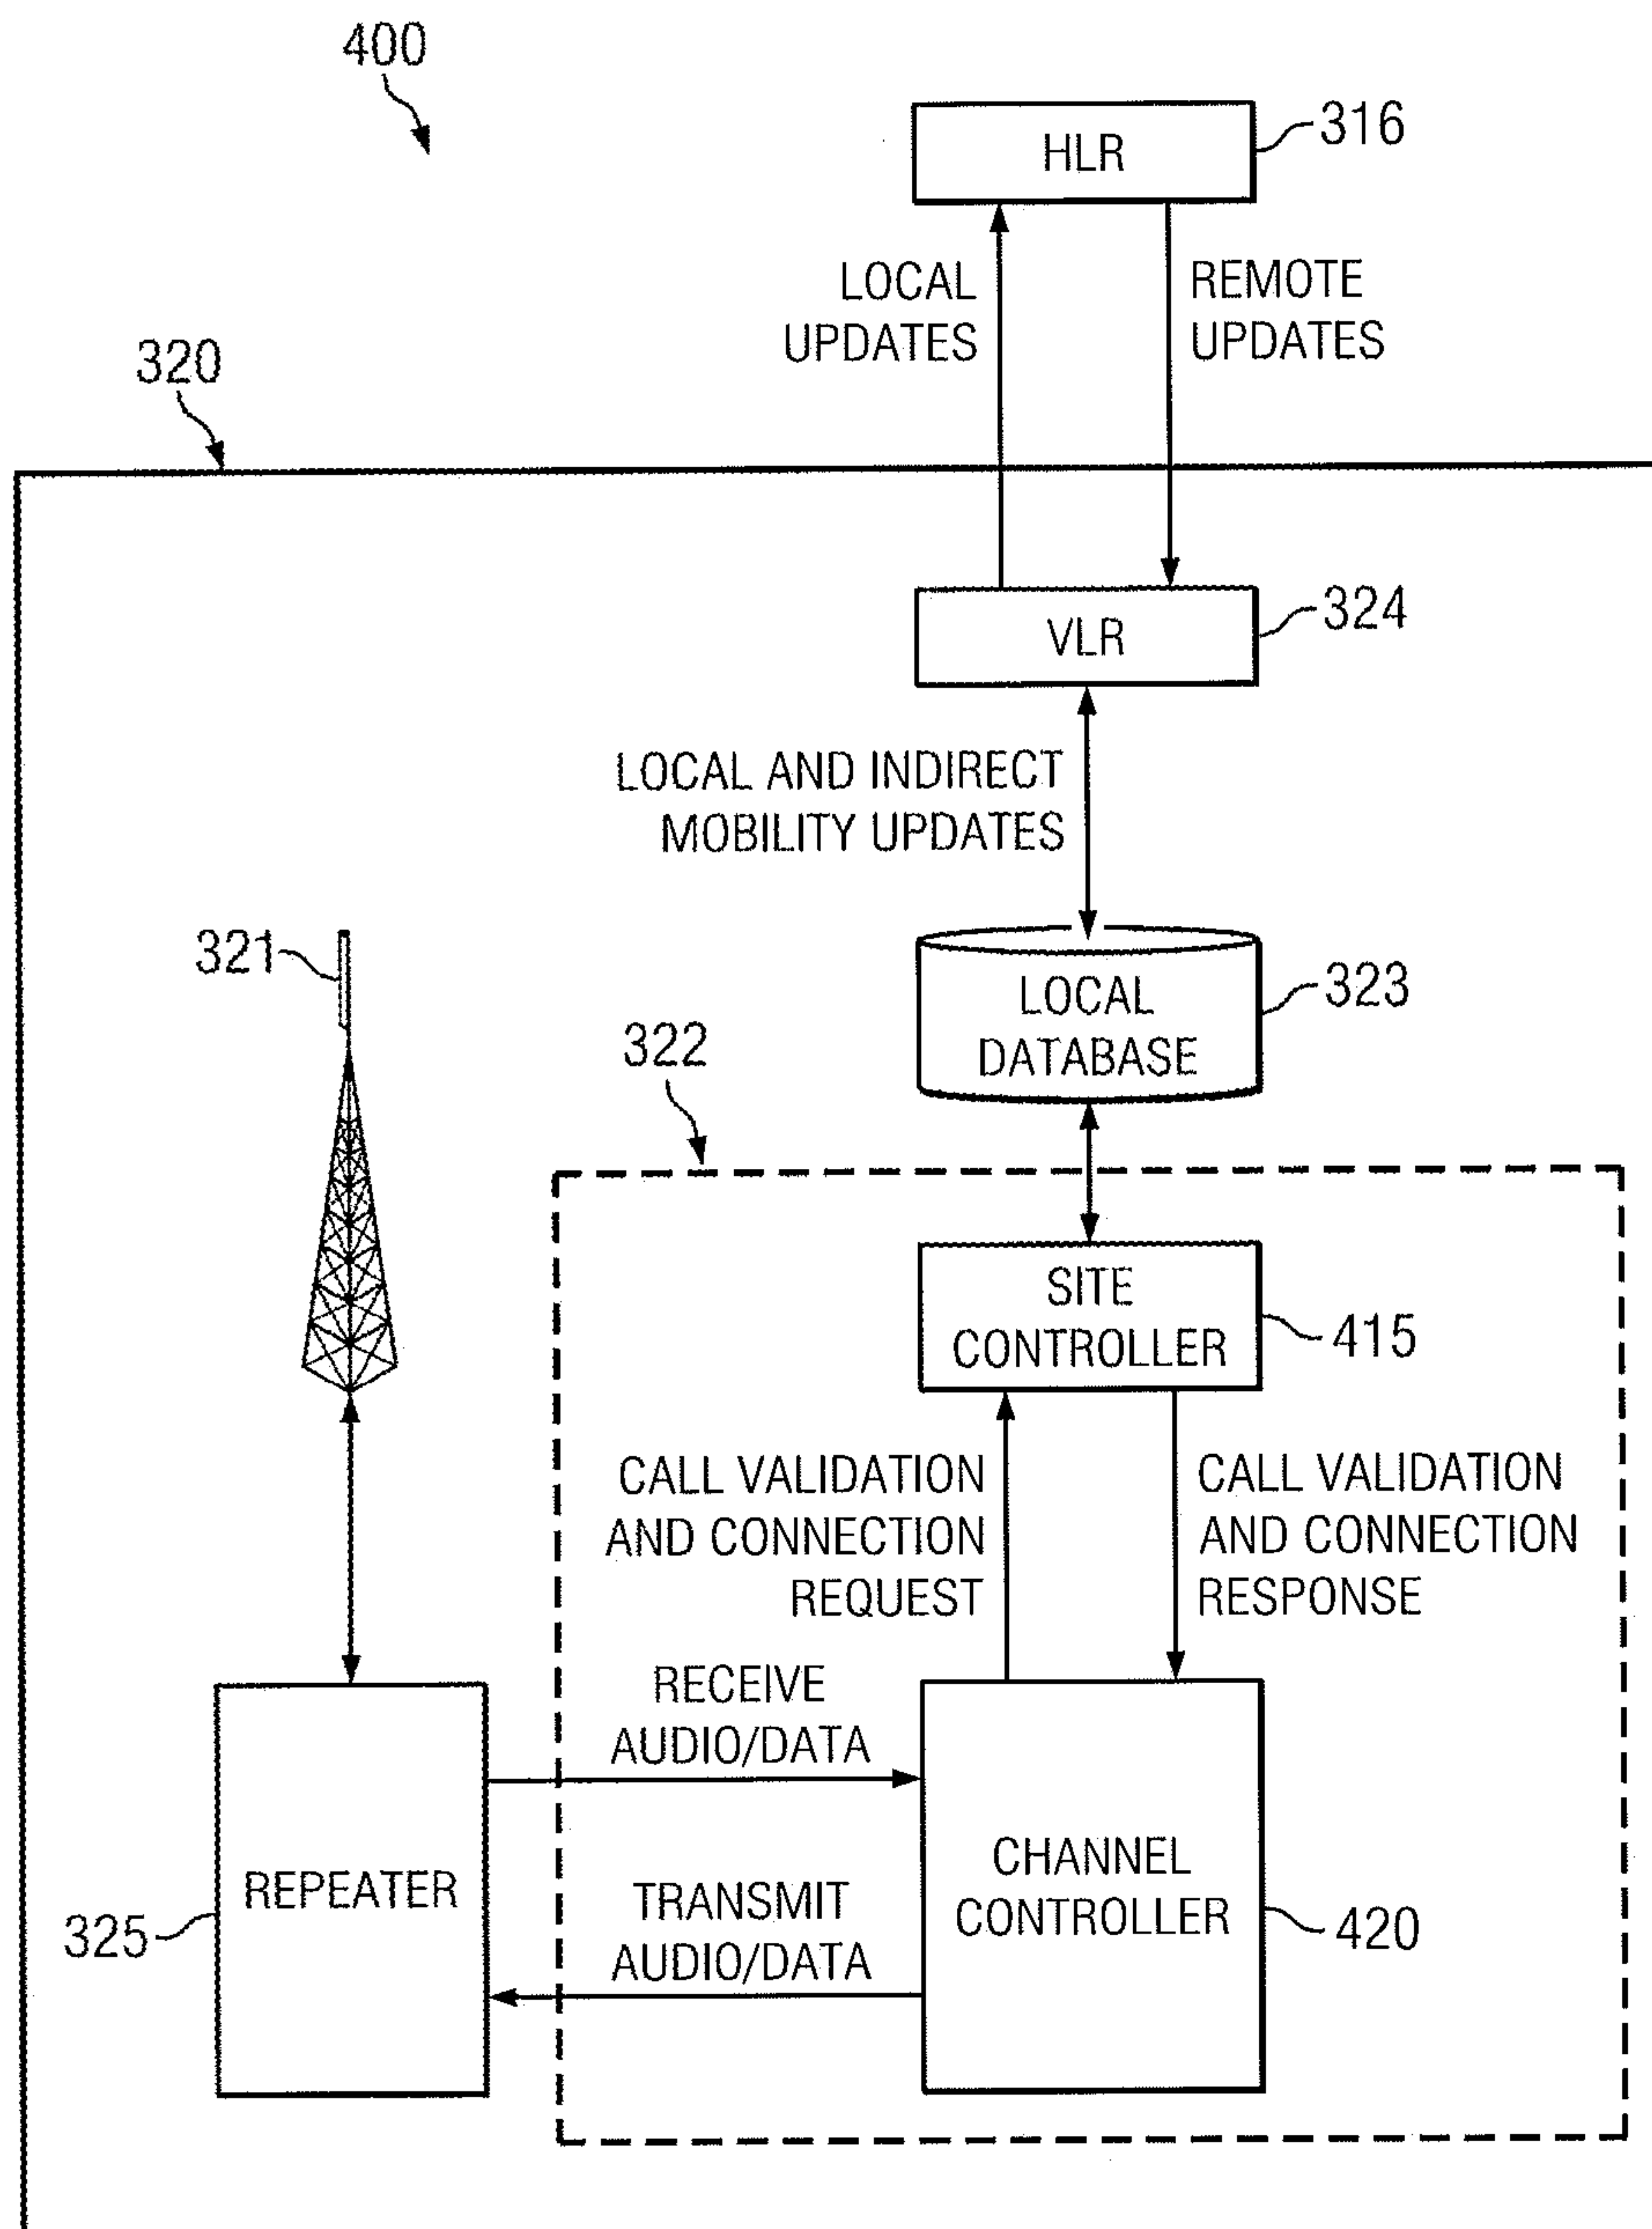 400
HLR
316
LOCAL
UPDATES
REMOTE
UPDATES
320
VLR
324
LOCAL AND INDIRECT
MOBILITY UPDATES
321
LOCAL
DATABASE
323
322
SITE
CONTROLLER
415
CALL VALIDATION
AND CONNECTION
REQUEST
CALL VALIDATION
AND CONNECTION
RESPONSE
RECEIVE
AUDIO/DATA
REPEATER
325
TRANSMIT
AUDIO/DATA
CHANNEL
CONTROLLER
420